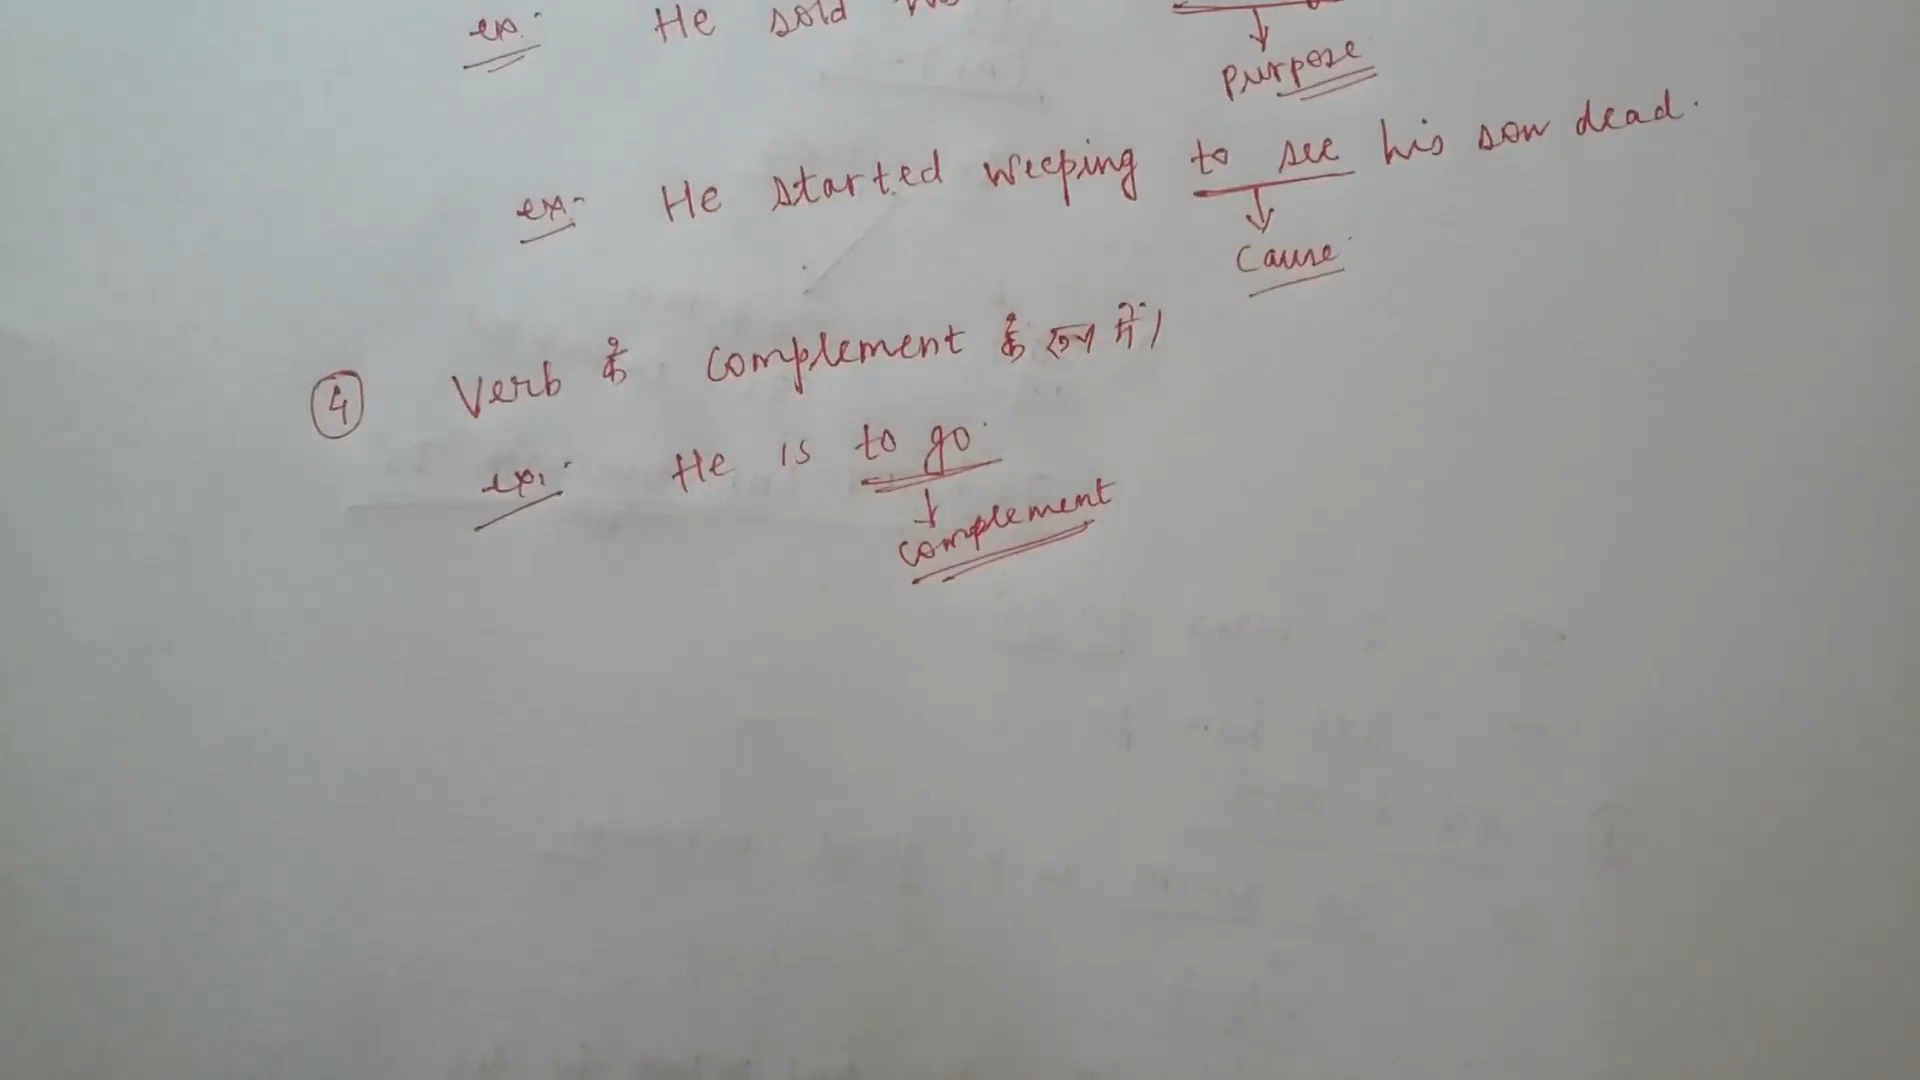 ex:- He sold
Purpose
ex:- He started weeping to see his son dead.
Cause
④ Verb के complement के रूप में।
ex:- He is to go.
complement